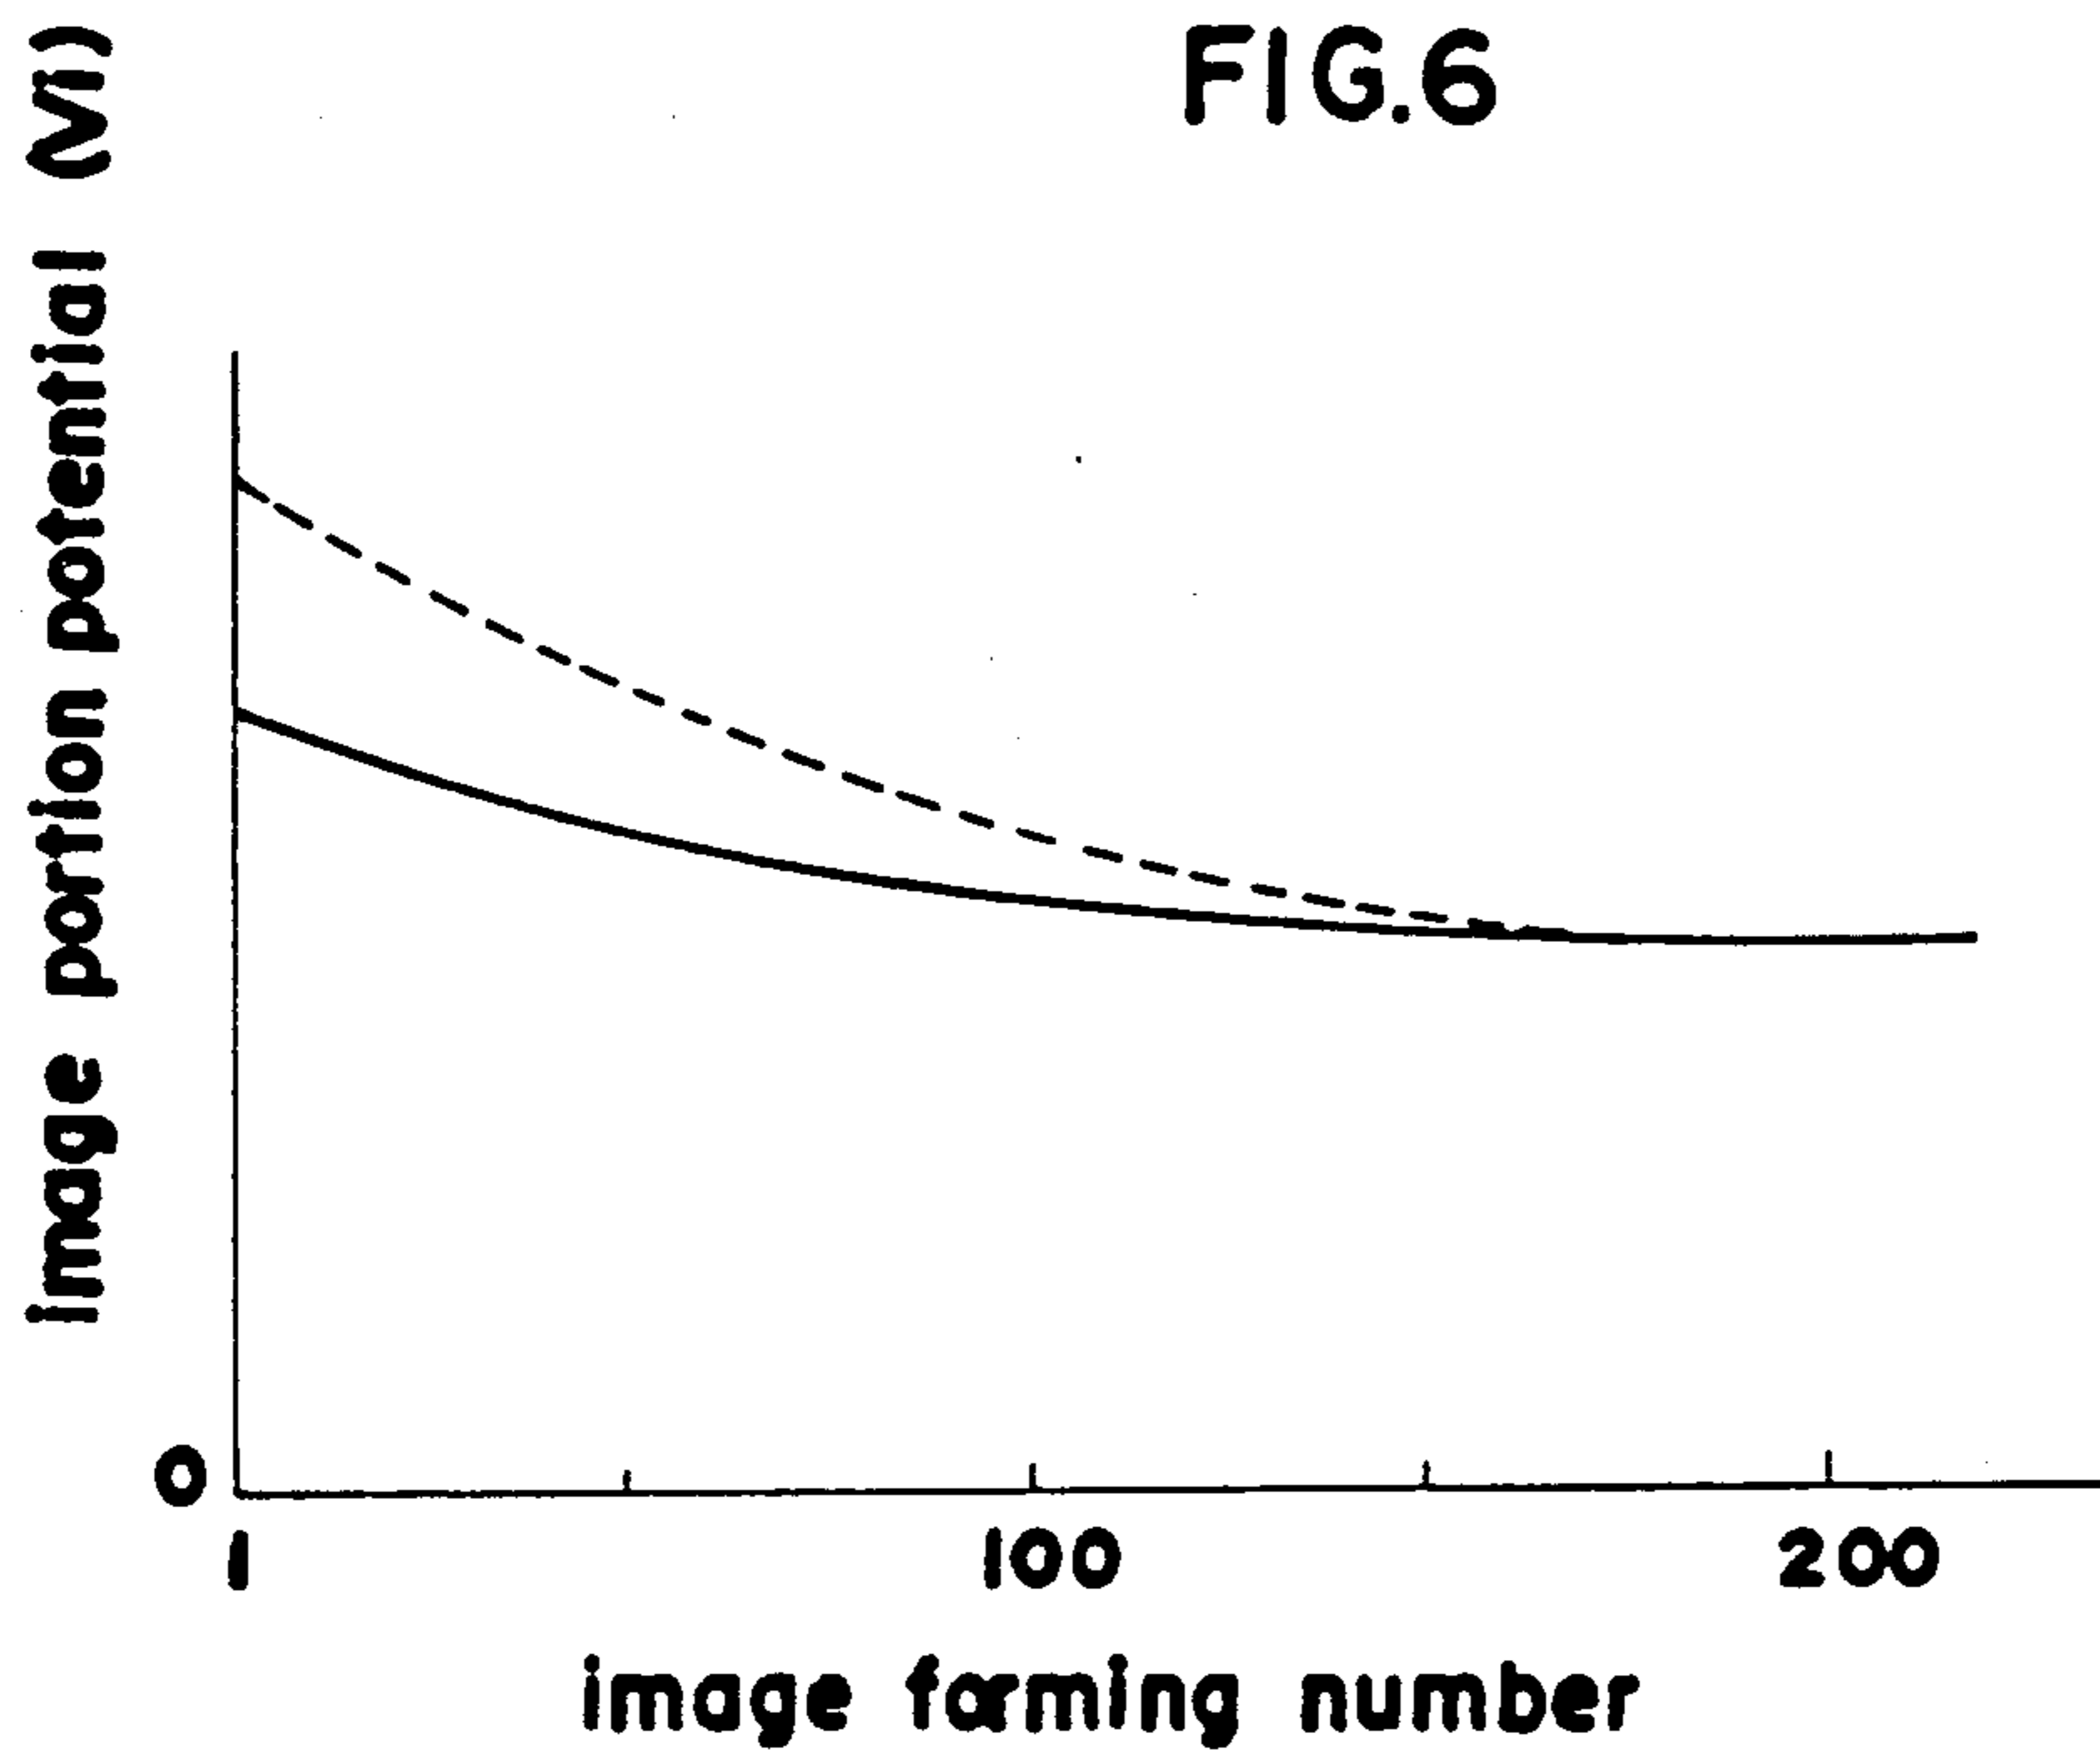 FIG.6
image portion potential (VI)
0
1
100
200
image forming number